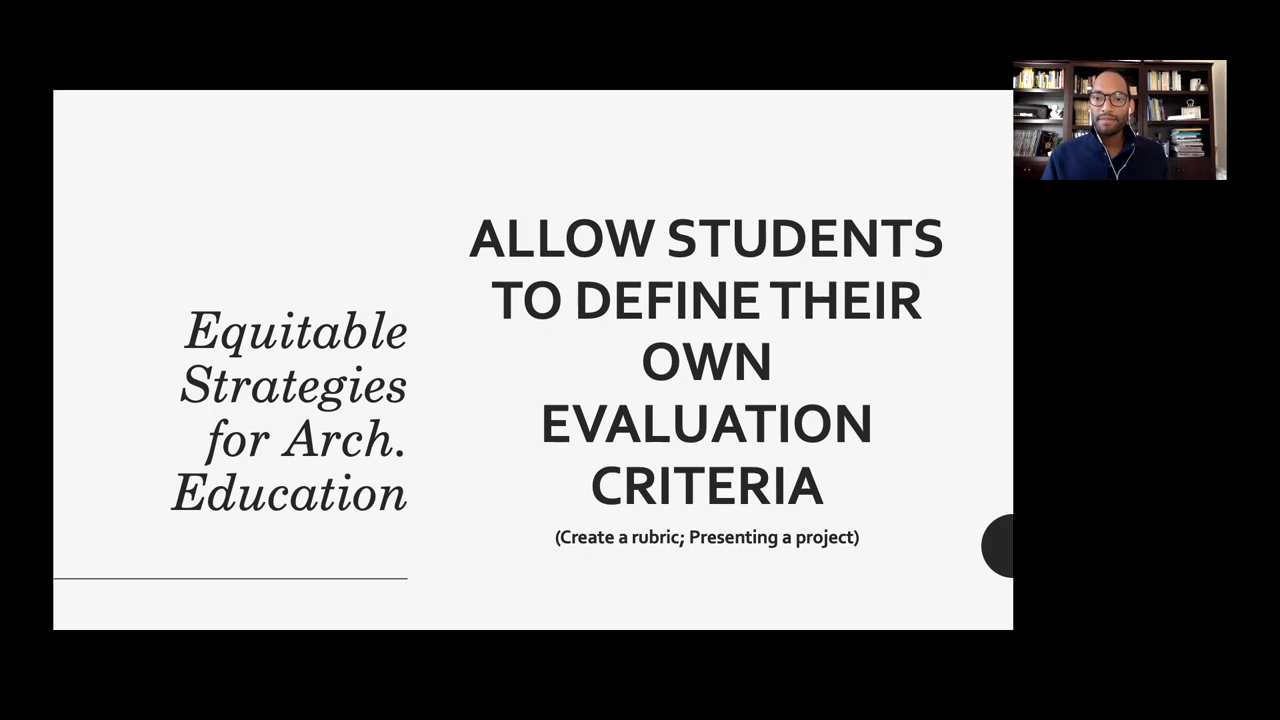 Equitable
Strategies
for Arch.
Education
ALLOW STUDENTS
TO DEFINE THEIR
OWN
EVALUATION
CRITERIA
(Create a rubric; Presenting a project)